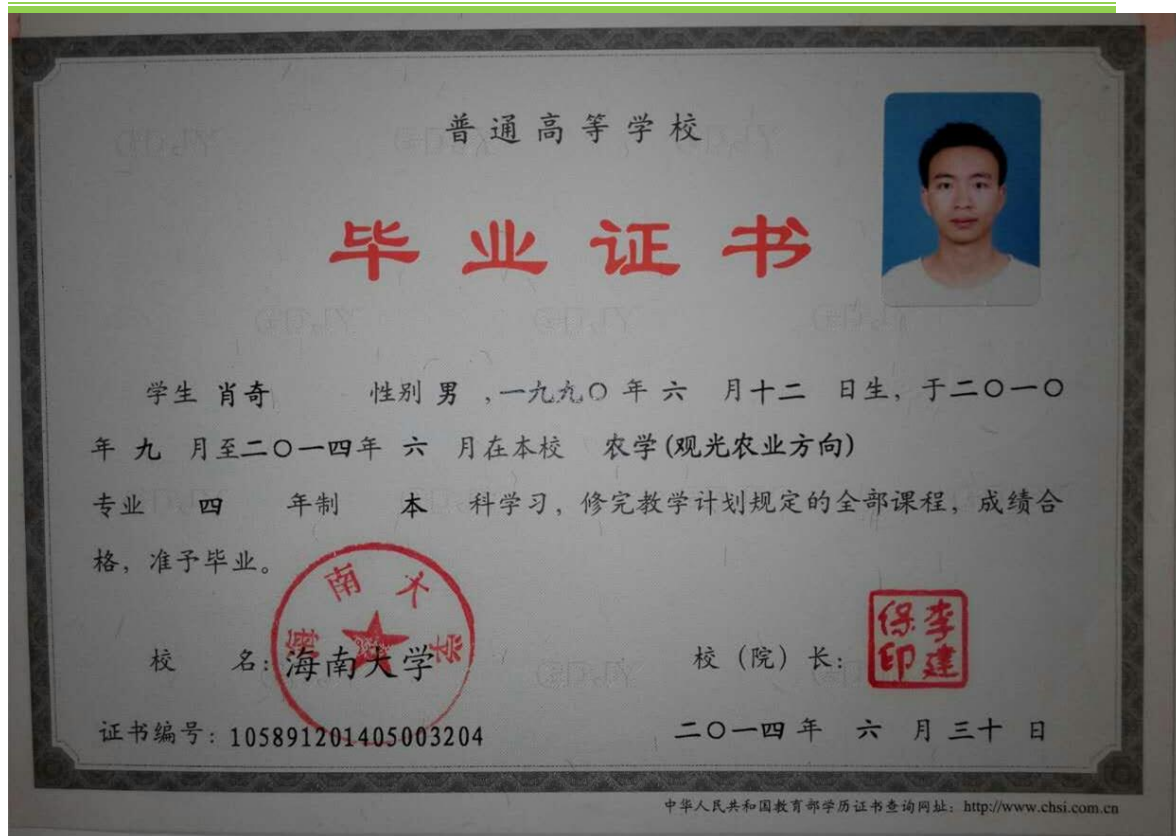 普通高等学校
毕业证书
学生 肖奇 性别 男 ,一九九〇 年 六 月十二 日生, 于二〇一〇
年 九 月至二〇一四年 六 月在本校 农学(观光农业方向)
专业 四 年制 本 科学习, 修完教学计划规定的全部课程, 成绩合
格, 准予毕业。
海南大学
校 名: 海南大学
校（院）长:
李建保印
证书编号: 105891201405003204
二〇一四年 六 月 三十 日
中华人民共和国教育部学历证书查询网址: http://www.chsi.com.cn